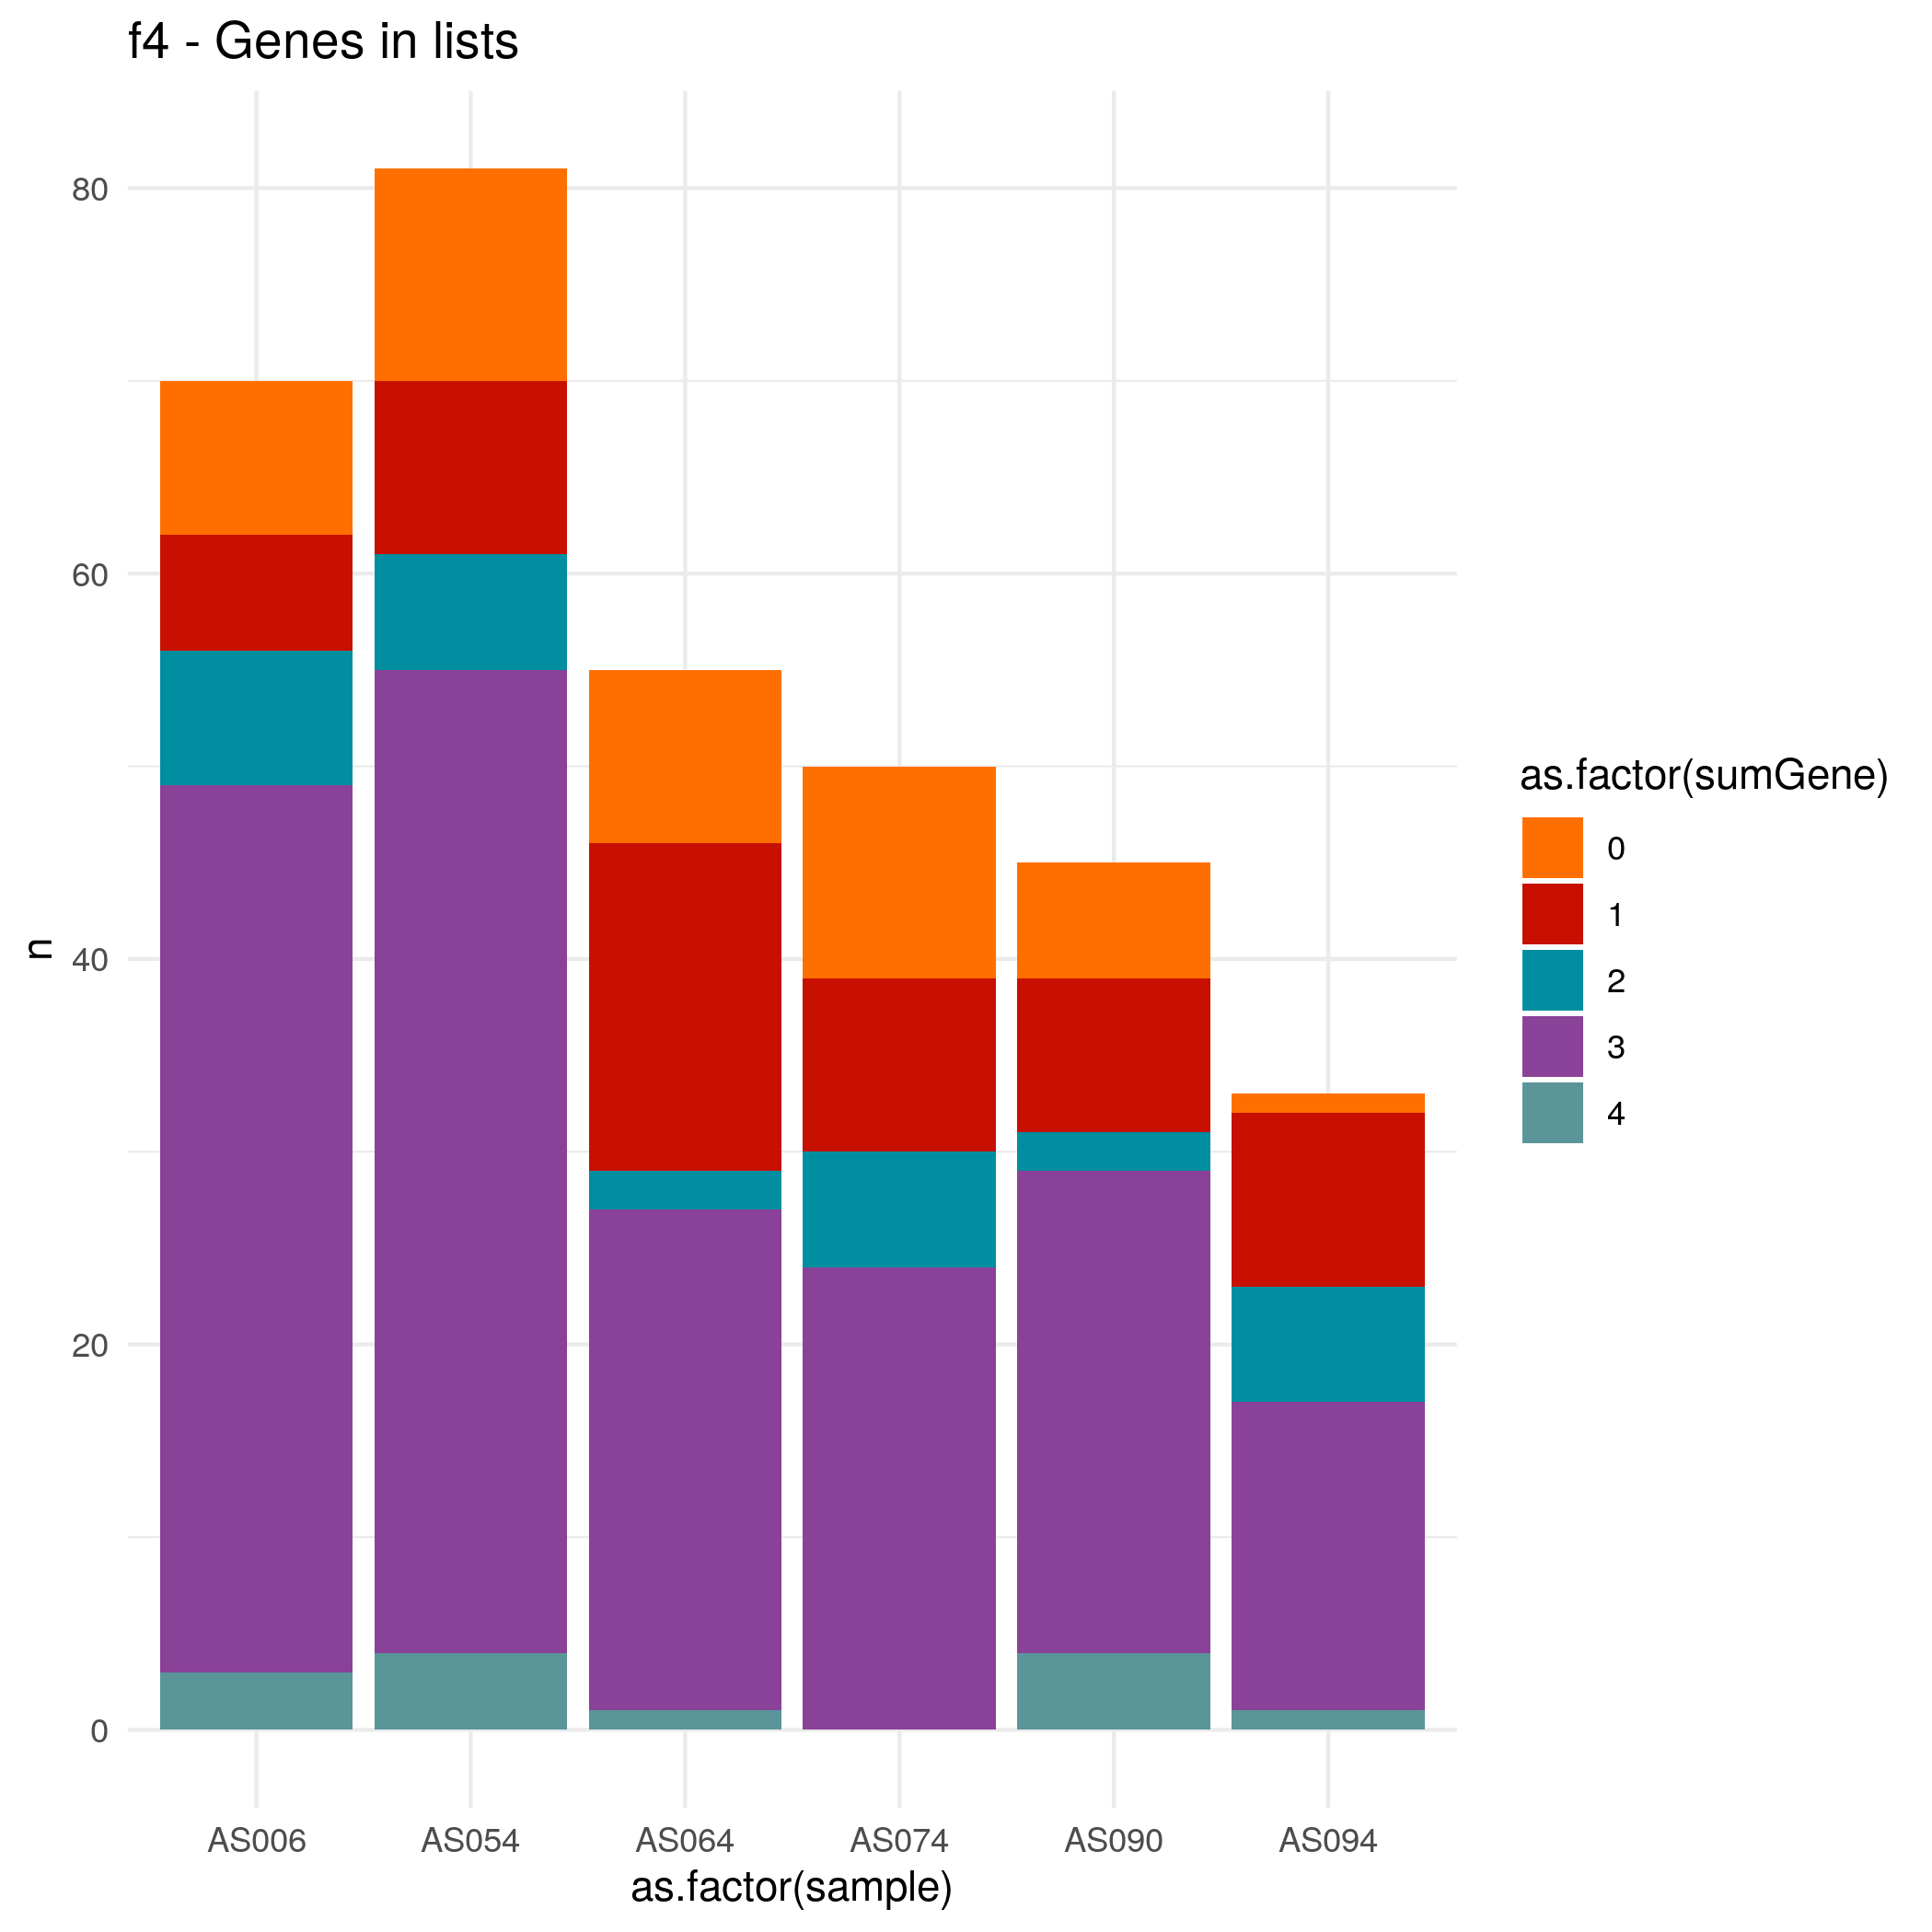 f4 - Genes in lists
80
60
40
20
0
n
AS006 AS054 AS064 AS074 AS090 AS094
as.factor(sample)
as.factor(sumGene)
0
1
2
3
4